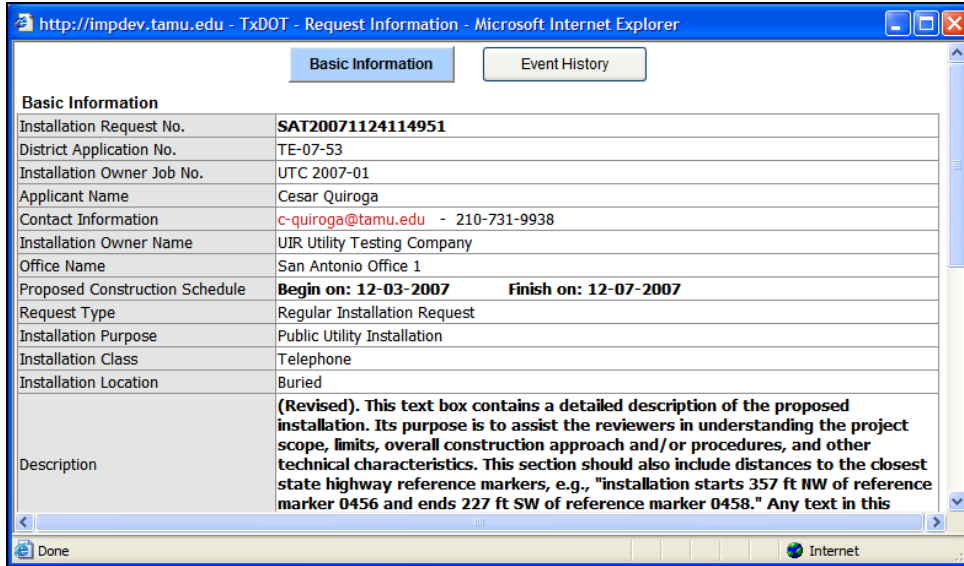 http://impdev.tamu.edu - TxDOT - Request Information - Microsoft Internet Explorer
Basic Information Event History
Basic Information
Installation Request No. SAT20071124114951
District Application No. TE-07-53
Installation Owner Job No. UTC 2007-01
Applicant Name Cesar Quiroga
Contact Information c-quiroga@tamu.edu - 210-731-9938
Installation Owner Name UIR Utility Testing Company
Office Name San Antonio Office 1
Proposed Construction Schedule Begin on: 12-03-2007 Finish on: 12-07-2007
Request Type Regular Installation Request
Installation Purpose Public Utility Installation
Installation Class Telephone
Installation Location Buried
Description
(Revised). This text box contains a detailed description of the proposed
installation. Its purpose is to assist the reviewers in understanding the project
scope, limits, overall construction approach and/or procedures, and other
technical characteristics. This section should also include distances to the closest
state highway reference markers, e.g., "installation starts 357 ft NW of reference
marker 0456 and ends 227 ft SW of reference marker 0458." Any text in this
Done Internet